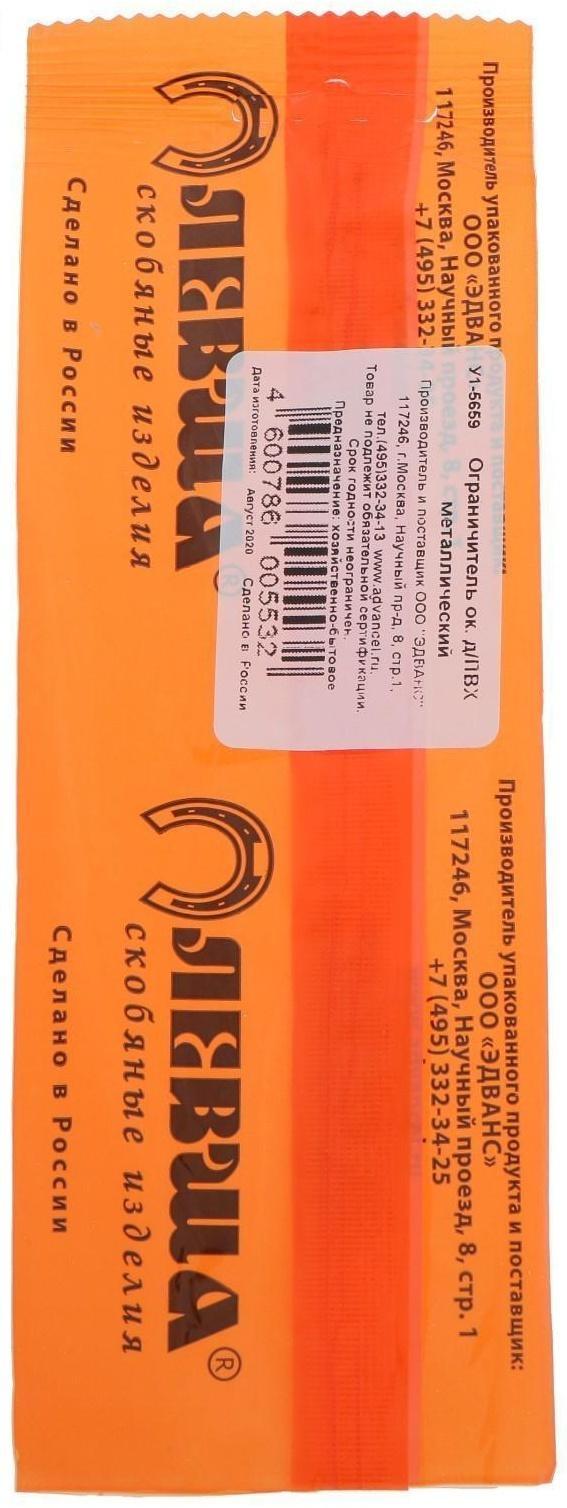 Производитель упакованного продукта и поставщик:
ООО «ЭДВАНС»
117246, Москва, Научный проезд, 8, стр. 1
+7 (495) 332-
ЛЕВША®
скобяные изделия
Сделано в России
У1-5659 Ограничитель ок. д/ПВХ
металлический
Производитель и поставщик ООО "ЭДВАНС"
117246, г.Москва, Научный пр-д, 8, стр.1,
тел.(495)332-34-13 www.advancel.ru.
Товар не подлежит обязательной сертификации.
Срок годности неограничен.
Предназначение: хозяйственно-бытовое
4 600786 005532
Дата изготовления: Август 2020 Сделано в России
Производитель упакованного продукта и поставщик:
ООО «ЭДВАНС»
117246, Москва, Научный проезд, 8, стр. 1
+7 (495) 332-34-25
ЛЕВША®
скобяные изделия
Сделано в России